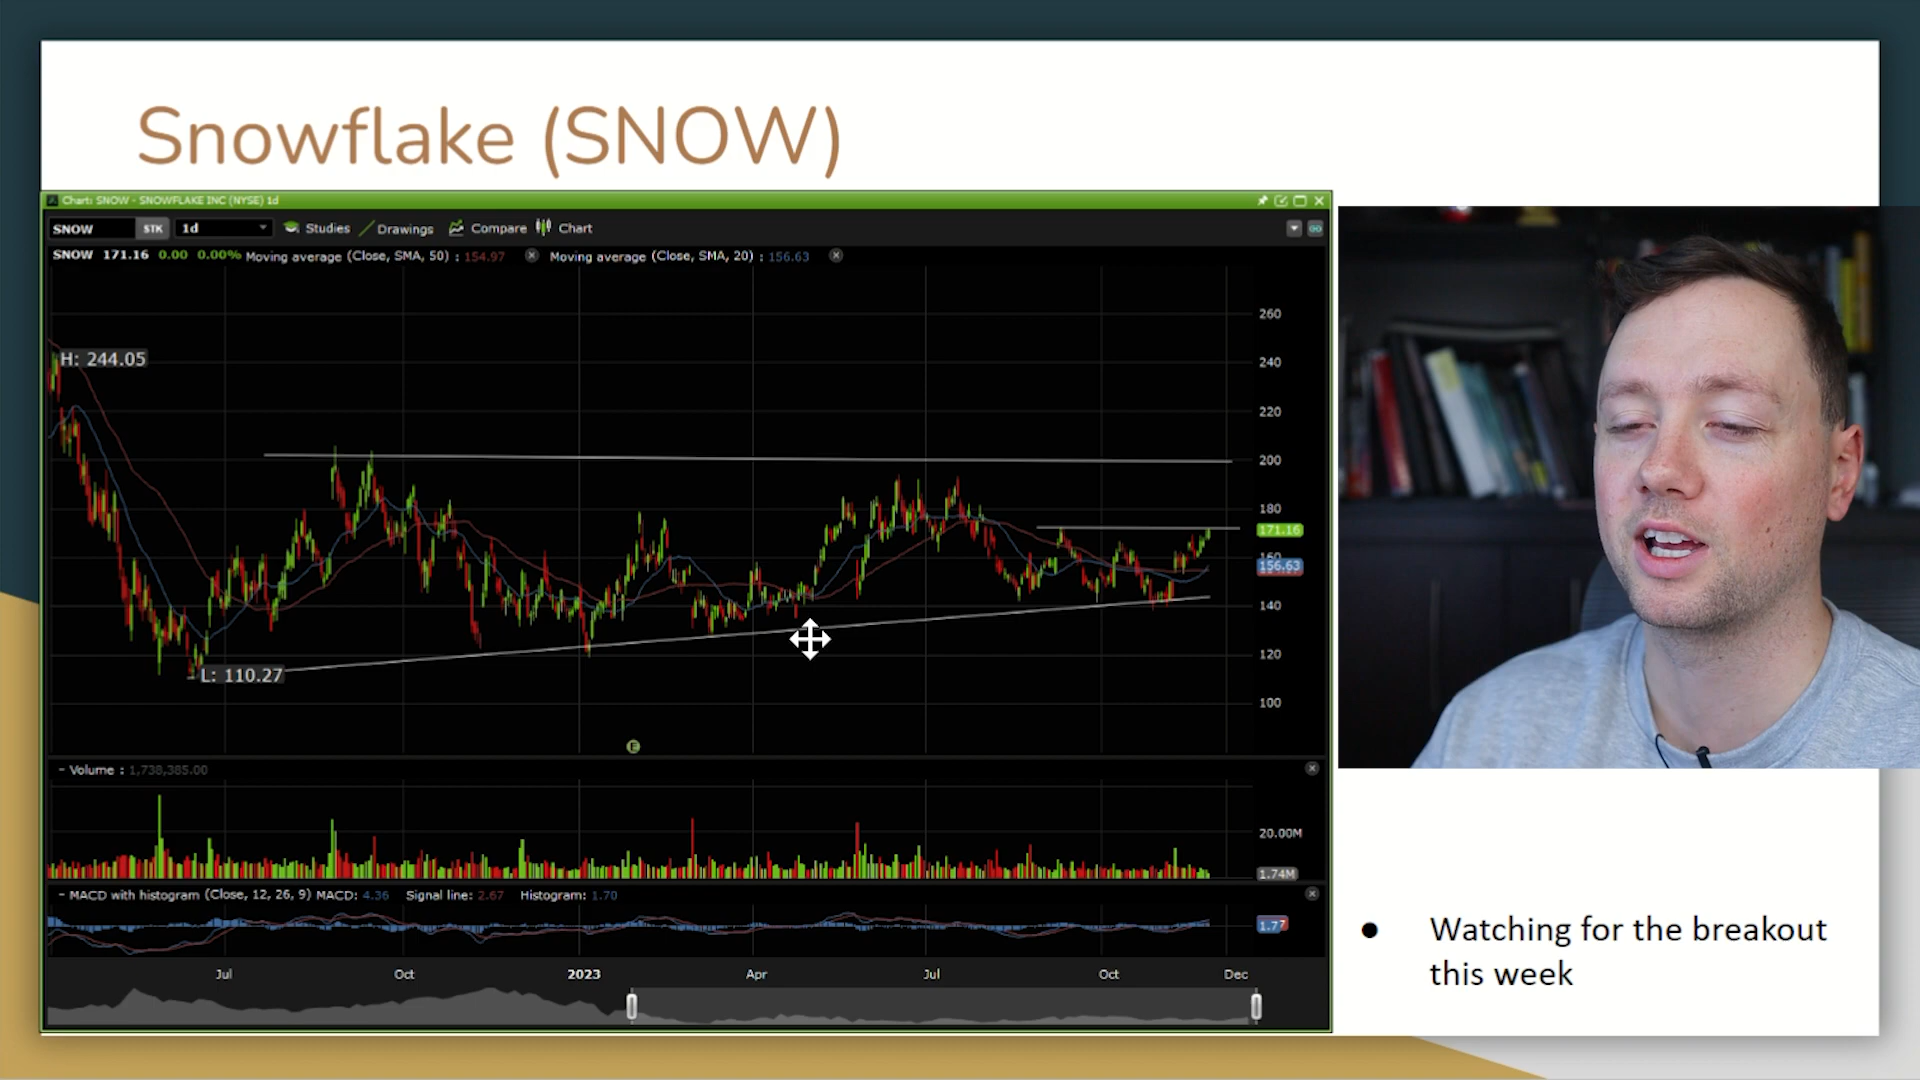 Snowflake (SNOW)
Chart: SNOW - SNOWFLAKE INC (NYSE) 1d
SNOW STK 1d Studies Drawings Compare Chart
SNOW 171.16 0.00 0.00% Moving average (Close, SMA, 50) : 154.97 Moving average (Close, SMA, 20) : 156.63
260
H: 244.05
240
220
200
180
171.16
160
156.63
140
120
L: 110.27
100
E
- Volume : 1,738,385.00
20.00M
1.74M
- MACD with histogram (Close, 12, 26, 9) MACD: 4.36 Signal line: 2.67 Histogram: 1.70
1.77
Jul Oct 2023 Apr Jul Oct Dec
● Watching for the breakout
this week